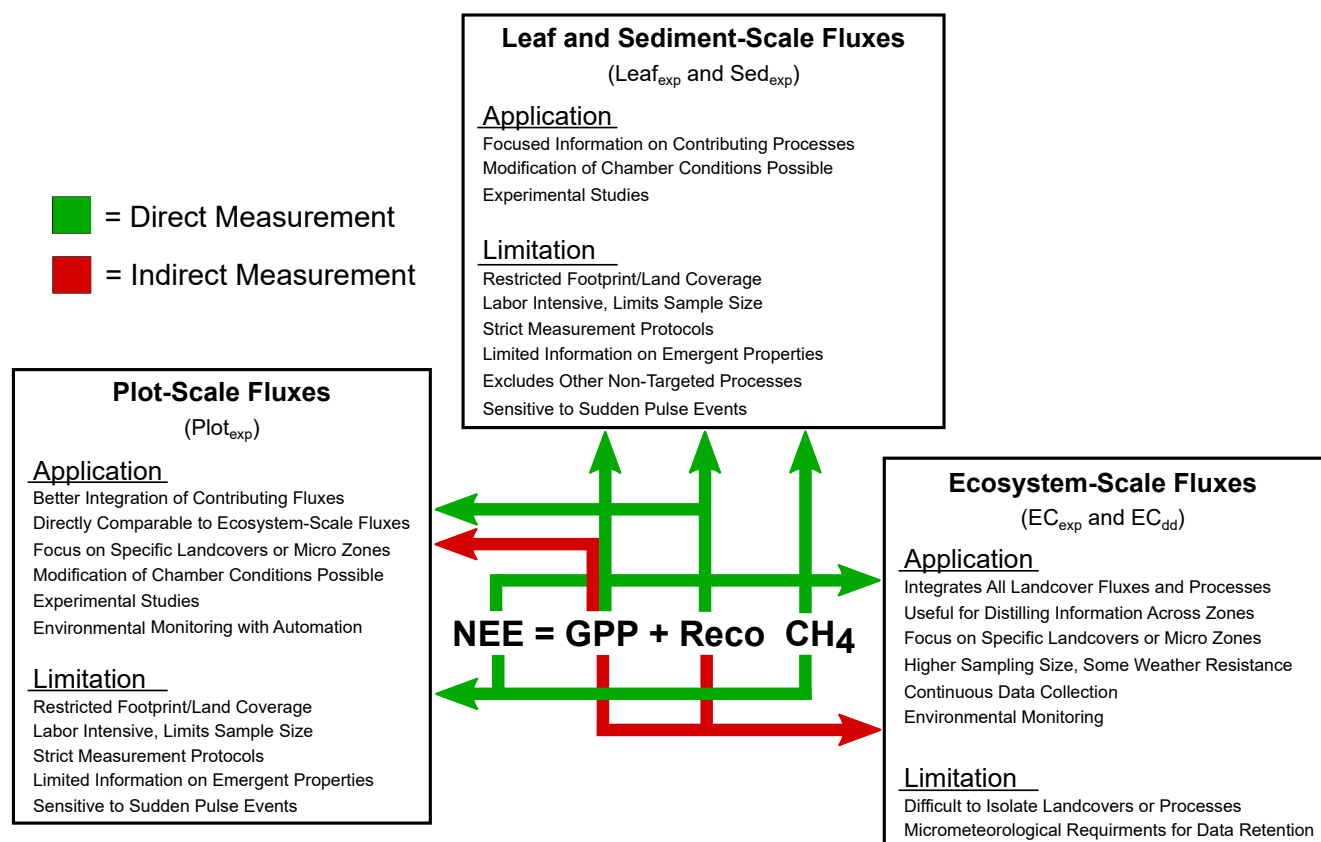 Leaf and Sediment-Scale Fluxes
(Leafexp and Sedexp)
Application
Focused Information on Contributing Processes
Modification of Chamber Conditions Possible
Experimental Studies
Limitation
Restricted Footprint/Land Coverage
Labor Intensive, Limits Sample Size
Strict Measurement Protocols
Limited Information on Emergent Properties
Excludes Other Non-Targeted Processes
Sensitive to Sudden Pulse Events
= Direct Measurement
= Indirect Measurement
Plot-Scale Fluxes
(Plotexp)
Application
Better Integration of Contributing Fluxes
Directly Comparable to Ecosystem-Scale Fluxes
Focus on Specific Landcovers or Micro Zones
Modification of Chamber Conditions Possible
Experimental Studies
Environmental Monitoring with Automation
Limitation
Restricted Footprint/Land Coverage
Labor Intensive, Limits Sample Size
Strict Measurement Protocols
Limited Information on Emergent Properties
Sensitive to Sudden Pulse Events
NEE = GPP + Reco CH4
Ecosystem-Scale Fluxes
(ECexp and ECdd)
Application
Integrates All Landcover Fluxes and Processes
Useful for Distilling Information Across Zones
Focus on Specific Landcovers or Micro Zones
Higher Sampling Size, Some Weather Resistance
Continuous Data Collection
Environmental Monitoring
Limitation
Difficult to Isolate Landcovers or Processes
Micrometeorological Requirments for Data Retention